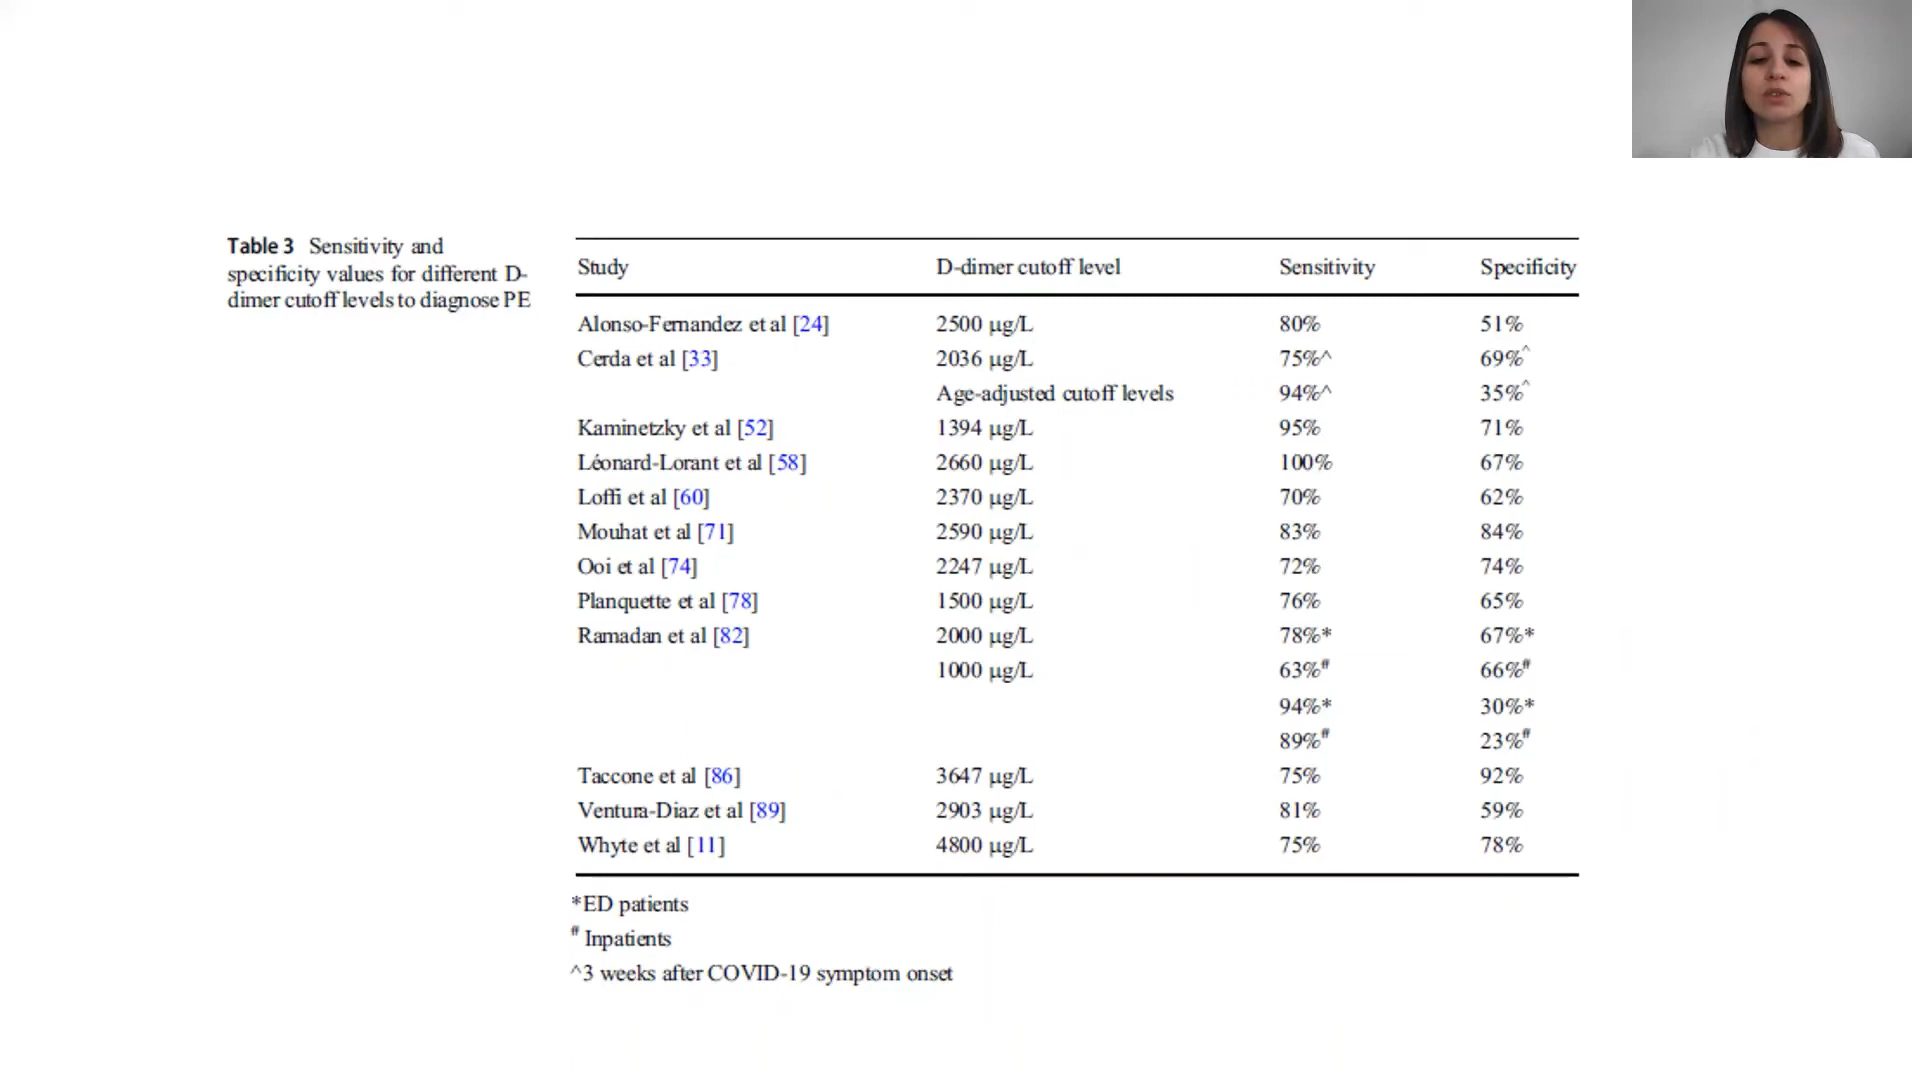 Table 3 Sensitivity and
specificity values for different D-
dimer cutoff levels to diagnose PE
Study D-dimer cutoff level Sensitivity Specificity
Alonso-Fernandez et al [24] 2500 µg/L 80% 51%
Cerda et al [33] 2036 µg/L 75%^ 69%^
Age-adjusted cutoff levels 94%^ 35%^
Kaminetzky et al [52] 1394 µg/L 95% 71%
Léonard-Lorant et al [58] 2660 µg/L 100% 67%
Loffi et al [60] 2370 µg/L 70% 62%
Mouhat et al [71] 2590 µg/L 83% 84%
Ooi et al [74] 2247 µg/L 72% 74%
Planquette et al [78] 1500 µg/L 76% 65%
Ramadan et al [82] 2000 µg/L 78%* 67%*
1000 µg/L 63%# 66%#
94%* 30%*
89%# 23%#
Taccone et al [86] 3647 µg/L 75% 92%
Ventura-Diaz et al [89] 2903 µg/L 81% 59%
Whyte et al [11] 4800 µg/L 75% 78%
*ED patients
# Inpatients
^3 weeks after COVID-19 symptom onset